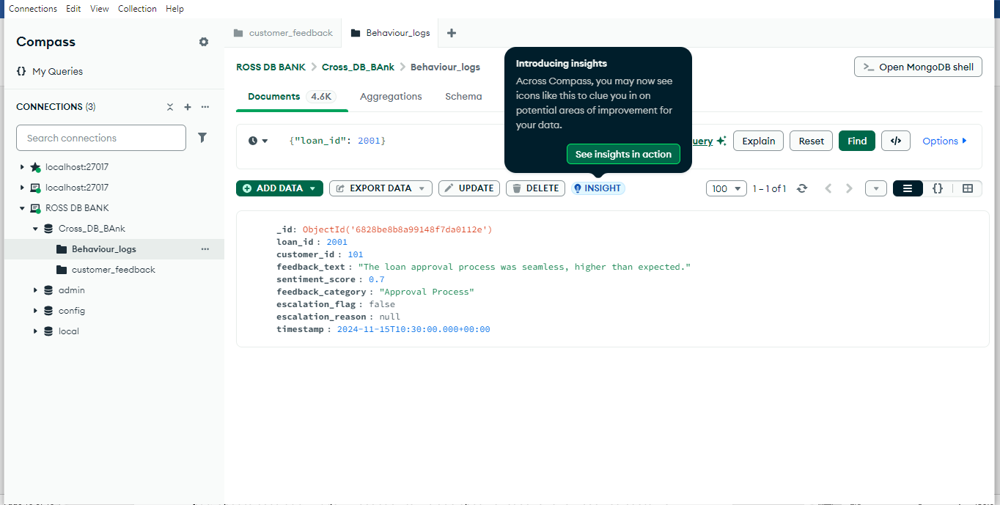 Connections Edit View Collection Help
Compass
{} My Queries
CONNECTIONS (3)
Search connections
localhost:27017
localhost:27017
ROSS DB BANK
Cross_DB_BAnk
Behaviour_logs
customer_feedback
admin
config
local
customer_feedback Behaviour_logs
ROSS DB BANK > Cross_DB_BAnk > Behaviour_logs
>_ Open MongoDB shell
Documents 4.6K Aggregations Schema
Introducing insights
Across Compass, you may now see
icons like this to clue you in on
potential areas of improvement for
your data.
See insights in action
{"loan_id": 2001}
uery Explain Reset Find </> Options
ADD DATA EXPORT DATA UPDATE DELETE INSIGHT 100 1 – 1 of 1 {}
_id: ObjectId('6828be8b8a99148f7da0112e')
loan_id : 2001
customer_id : 101
feedback_text : "The loan approval process was seamless, higher than expected."
sentiment_score : 0.7
feedback_category : "Approval Process"
escalation_flag : false
escalation_reason : null
timestamp : 2024-11-15T10:30:00.000+00:00